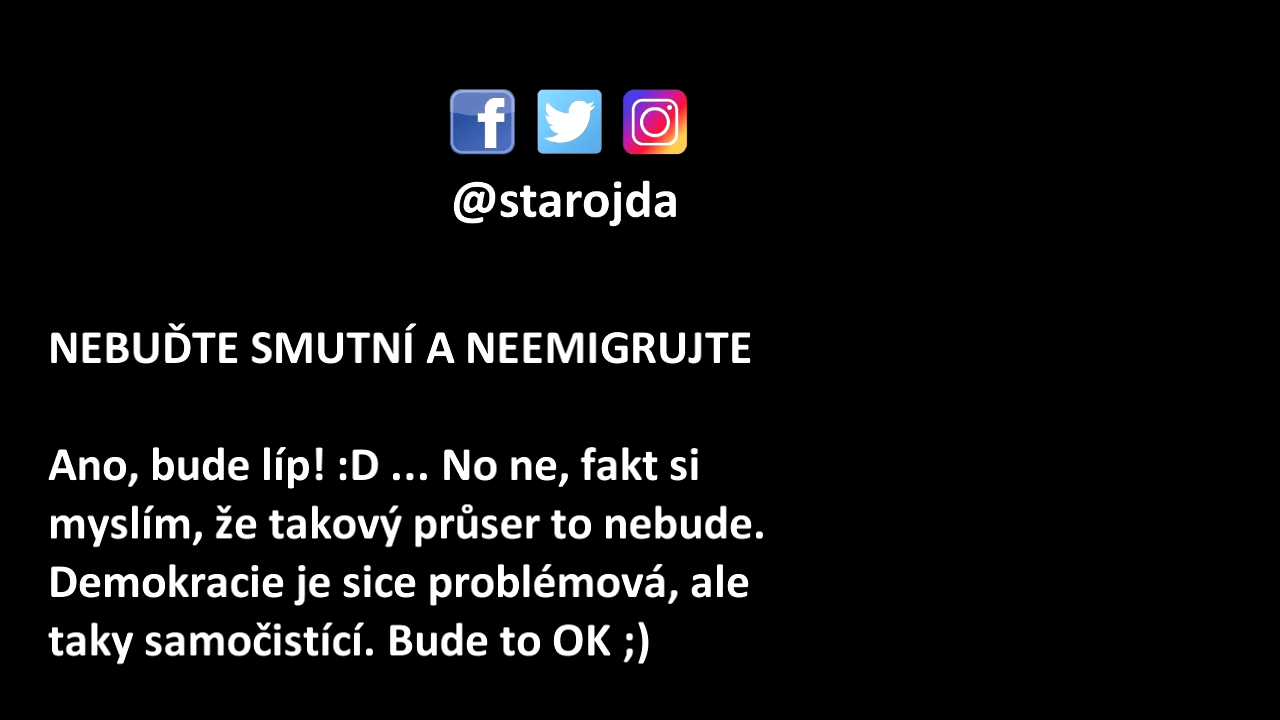 @starojda
NEBUĎTE SMUTNÍ A NEEMIGRUJTE
Ano, bude líp! :D ... No ne, fakt si
myslím, že takový průser to nebude.
Demokracie je sice problémová, ale
taky samočistící. Bude to OK ;)